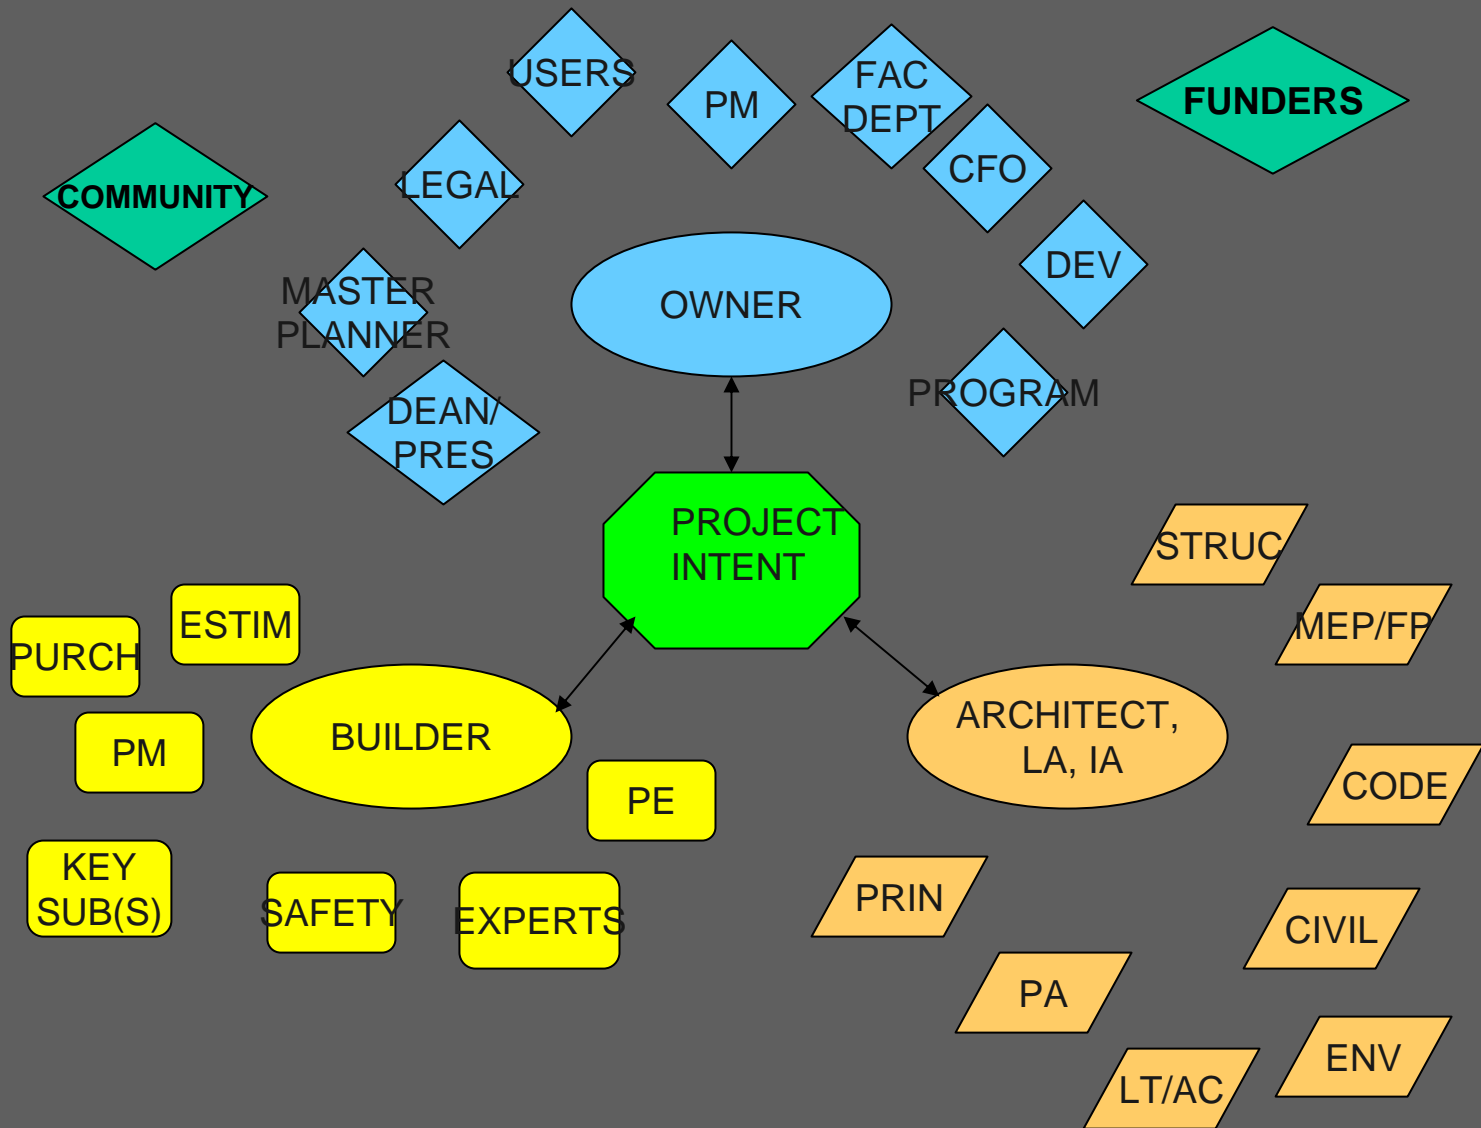 USERS
PM
FAC
DEPT
FUNDERS
COMMUNITY
LEGAL
CFO
DEV
MASTER
PLANNER
OWNER
DEAN/
PRES
PROGRAM
PROJECT
INTENT
STRUC
MEP/FP
PURCH
ESTIM
PM
BUILDER
PE
ARCHITECT,
LA, IA
CODE
KEY
SUB(S)
SAFETY
EXPERTS
PRIN
CIVIL
PA
ENV
LT/AC